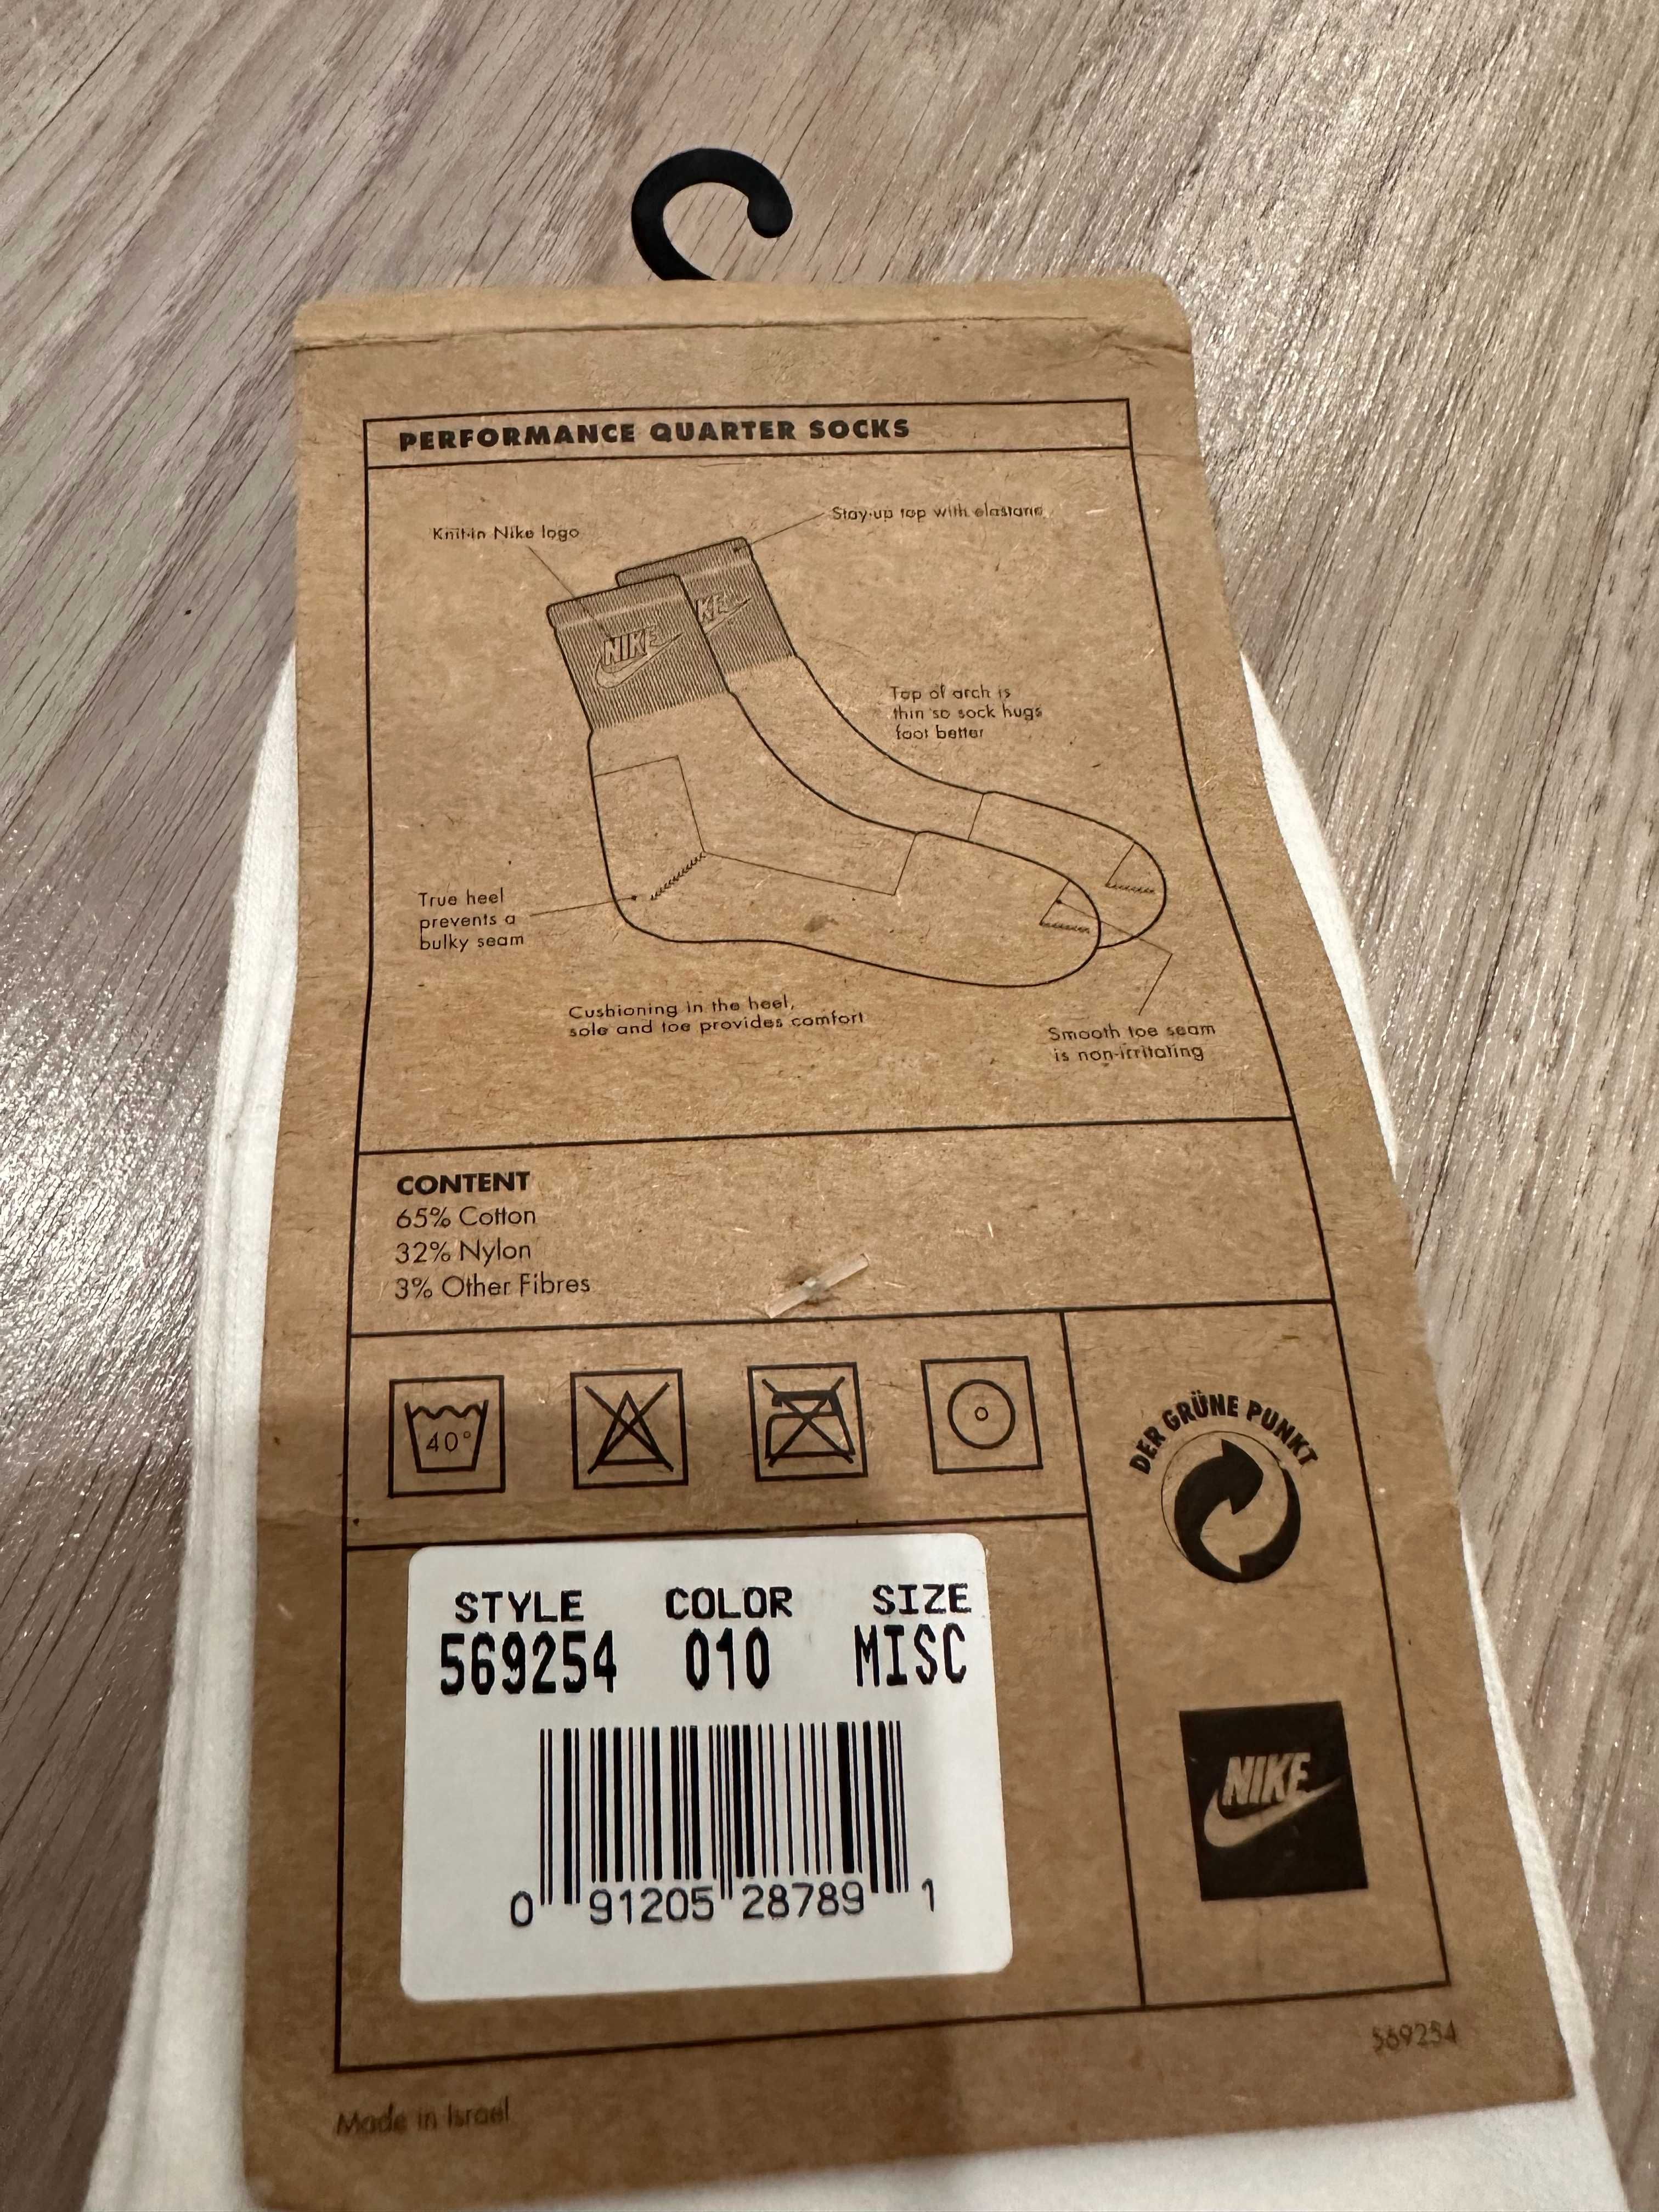 PERFORMANCE QUARTER SOCKS
Knit-in Nike logo
Stay-up top with elastane
NIKE
KE
Top of arch is
thin so sock hugs
foot better
True heel
prevents a
bulky seam
Cushioning in the heel,
sole and toe provides comfort
Smooth toe seam
is non-irritating
CONTENT
65% Cotton
32% Nylon
3% Other Fibres
40°
DER GRÜNE PUNKT
STYLE COLOR SIZE
569254 010 MISC
0 91205 28789 1
NIKE
569254
Made in Israel